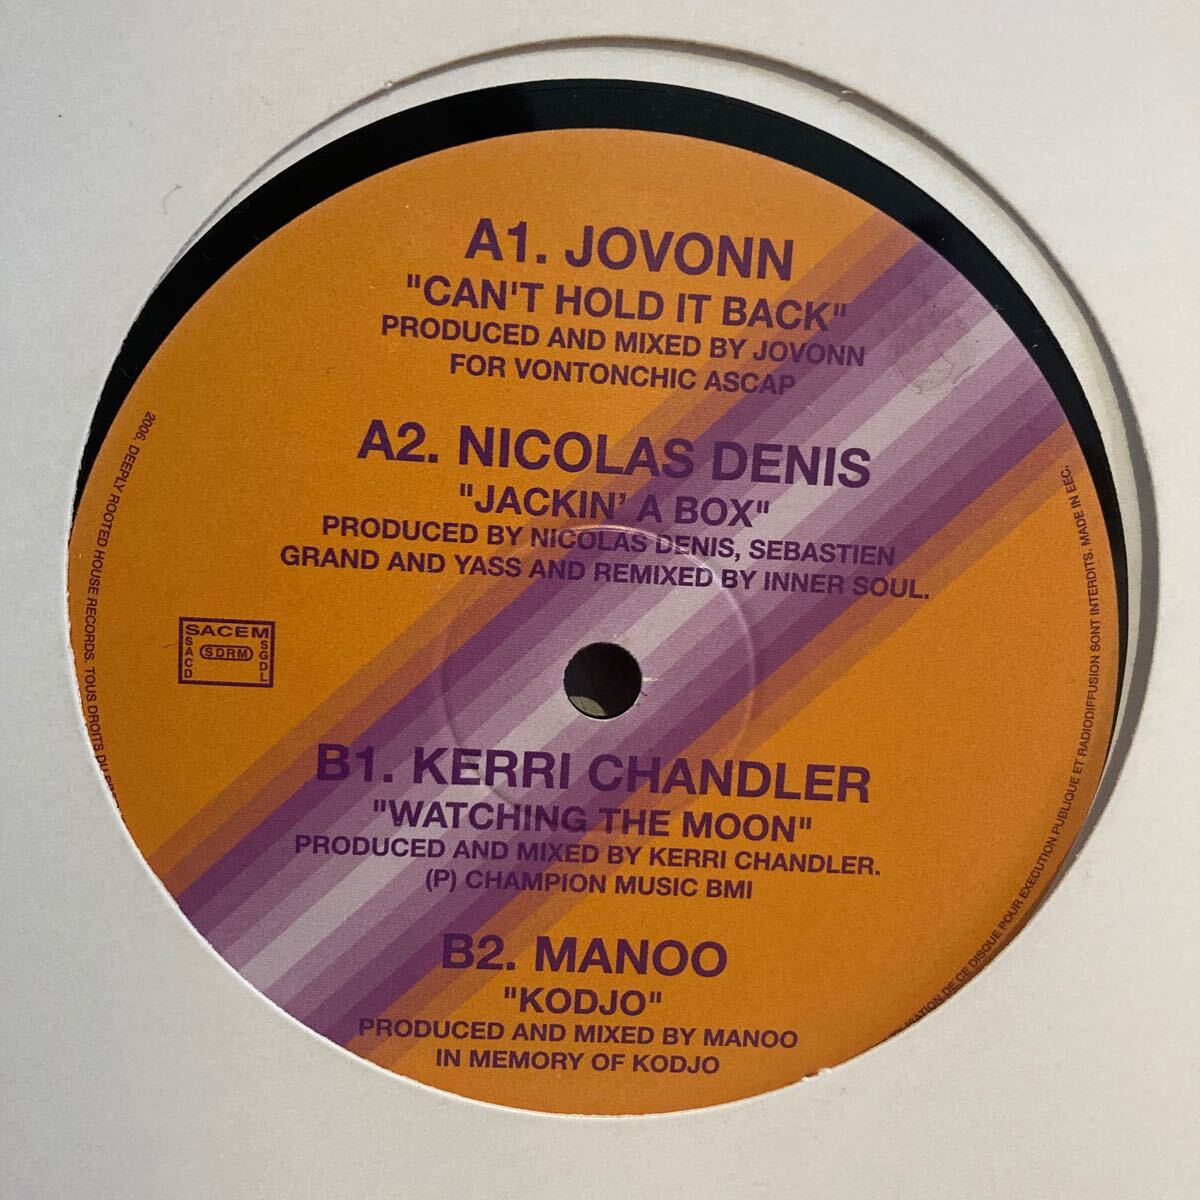 A1. JOVONN
"CAN'T HOLD IT BACK"
PRODUCED AND MIXED BY JOVONN
FOR VONTONCHIC ASCAP
A2. NICOLAS DENIS
"JACKIN' A BOX"
PRODUCED BY NICOLAS DENIS, SEBASTIEN
GRAND AND YASS AND REMIXED BY INNER SOUL.
SACEM
SACD
SDRM
SGDL
B1. KERRI CHANDLER
"WATCHING THE MOON"
PRODUCED AND MIXED BY KERRI CHANDLER.
(P) CHAMPION MUSIC BMI
B2. MANOO
"KODJO"
PRODUCED AND MIXED BY MANOO
IN MEMORY OF KODJO
2006. DEEPLY ROOTED HOUSE RECORDS. TOUS DROITS DU
DE CE DISQUE POUR EXECUTION PUBLIQUE ET RADIODIFFUSION SONT INTERDITS. MADE IN EEC.